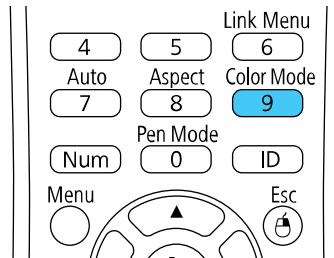 Link Menu
4 5 6
Auto Aspect Color Mode
7 8 9
Pen Mode
Num 0 ID
Menu Esc